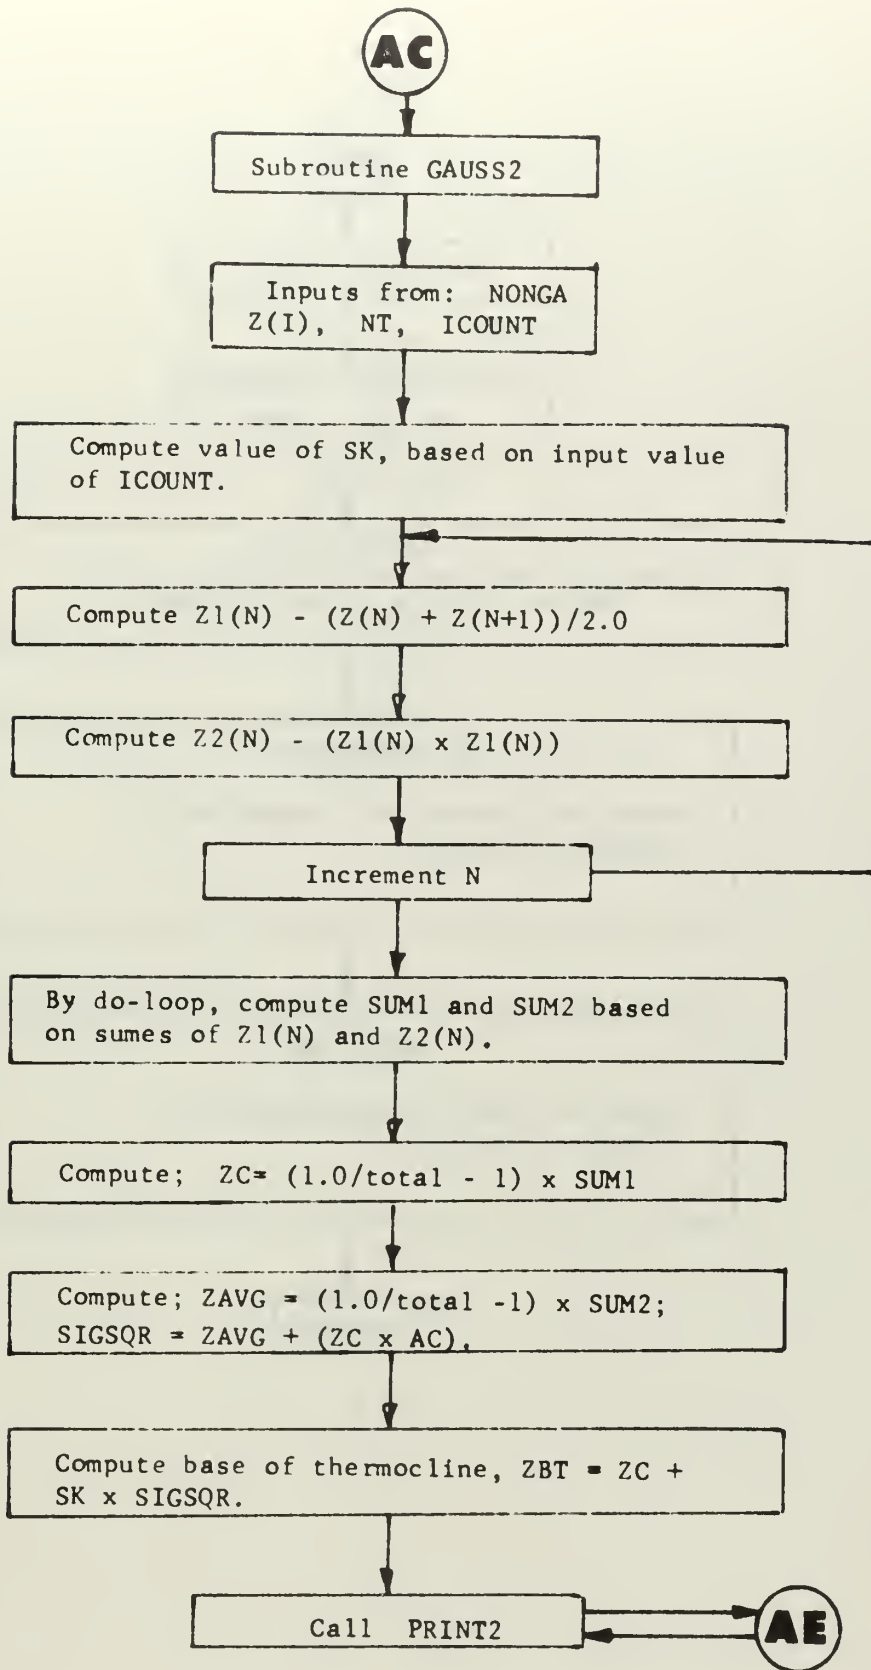 AC
Subroutine GAUSS2
Inputs from: NONGA
Z(I), NT, ICOUNT
Compute value of SK, based on input value
of ICOUNT.
Compute Z1(N) - (Z(N) + Z(N+1))/2.0
Compute Z2(N) - (Z1(N) x Z1(N))
Increment N
By do-loop, compute SUM1 and SUM2 based
on sumes of Z1(N) and Z2(N).
Compute; ZC= (1.0/total - 1) x SUM1
Compute; ZAVG = (1.0/total -1) x SUM2;
SIGSQR = ZAVG + (ZC x AC).
Compute base of thermocline, ZBT = ZC +
SK x SIGSQR.
Call PRINT2
AE